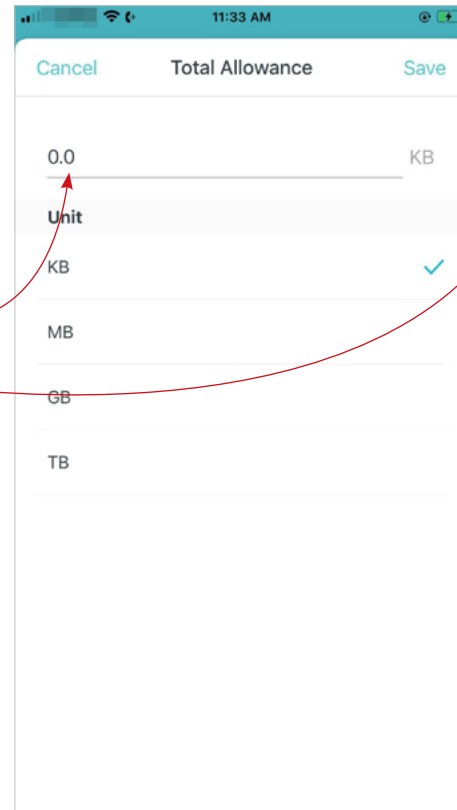 11:33 AM
Cancel Total Allowance Save
0.0 KB
Unit
KB
MB
GB
TB